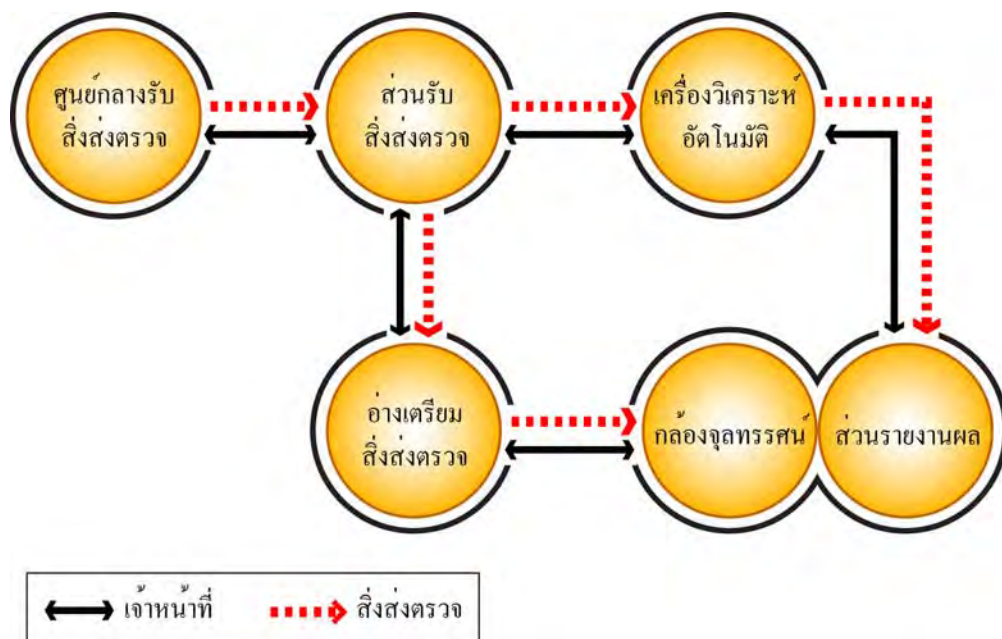 ศูนย์กลางรับ
สิ่งส่งตรวจ
ส่วนรับ
สิ่งส่งตรวจ
เครื่องวิเคราะห์
อัตโนมัติ
อ่างเตรียม
สิ่งส่งตรวจ
กล้องจุลทรรศน์
ส่วนรายงานผล
เจ้าหน้าที่
สิ่งส่งตรวจ